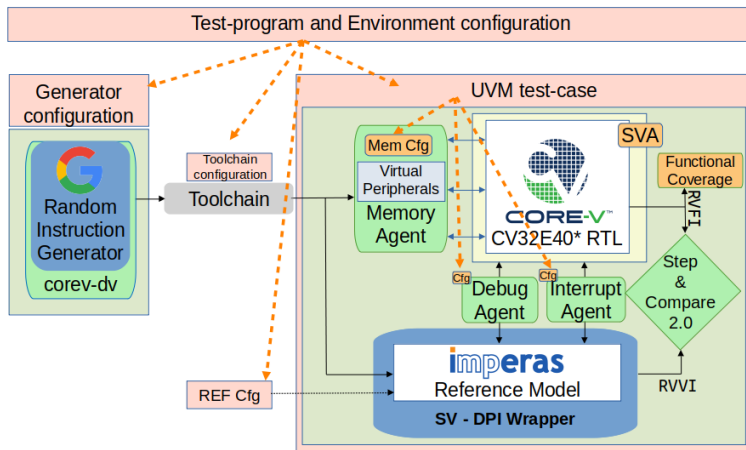 Test-program and Environment configuration
Generator
configuration
UVM test-case
Random
Instruction
Generator
corev-dv
Toolchain
configuration
Toolchain
Mem Cfg
Virtual
Peripherals
Memory
Agent
CORE-V™
CV32E40* RTL
SVA
Functional
Coverage
RVFI
Cfg
Debug
Agent
Cfg
Interrupt
Agent
Step
&
Compare
2.0
imperas
Reference Model
SV - DPI Wrapper
RVVI
REF Cfg